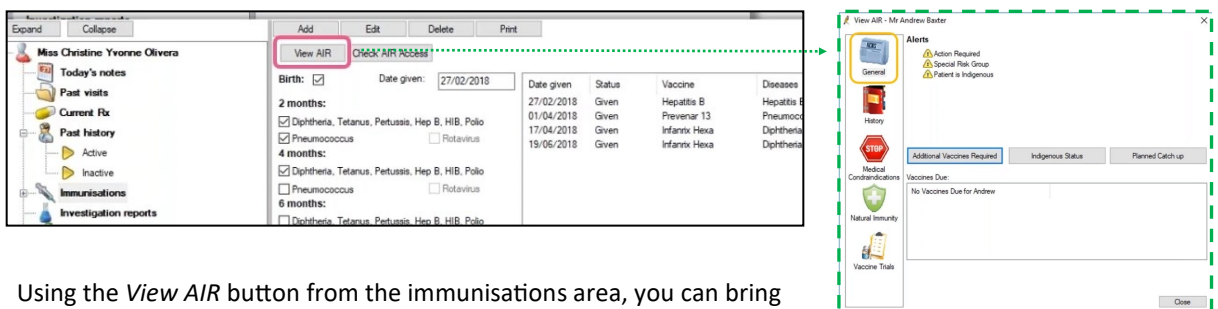 Expand Collapse
Miss Christine Yvonne Olivera
Today's notes
Past visits
Current Rx
Past history
Active
Inactive
Immunisations
Investigation reports
Add Edit Delete Print
View AIR Check AIR Access
Birth: Date given: 27/02/2018
2 months:
Diphtheria, Tetanus, Pertussis, Hep B, HIB, Polio
Pneumococcus Rotavirus
4 months:
Diphtheria, Tetanus, Pertussis, Hep B, HIB, Polio
Pneumococcus Rotavirus
6 months:
Diphtheria, Tetanus, Pertussis, Hep B, HIB, Polio
Date given Status Vaccine Diseases
27/02/2018 Given Hepatitis B Hepatitis B
01/04/2018 Given Prevenar 13 Pneumoco
17/04/2018 Given Infanrix Hexa Diphtheria
19/06/2018 Given Infanrix Hexa Diphtheria
View AIR - Mr Andrew Baxter
General
History
STOP
Medical
Contraindications
Natural Immunity
Vaccine Trials
Alerts
Action Required
Special Risk Group
Patient is Indigenous
Additional Vaccines Required Indigenous Status Planned Catch up
Vaccines Due:
No Vaccines Due for Andrew
Close
Using the View AIR button from the immunisations area, you can bring